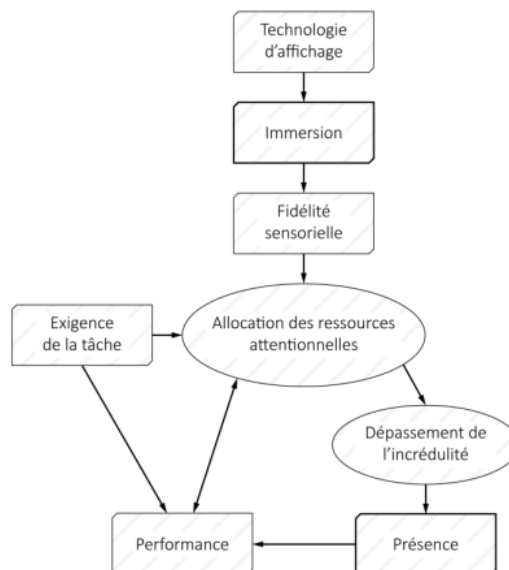 Technologie
d'affichage
Immersion
Fidélité
sensorielle
Exigence
de la tâche
Allocation des ressources
attentionnelles
Dépassement de
l'incrédulité
Performance
Présence